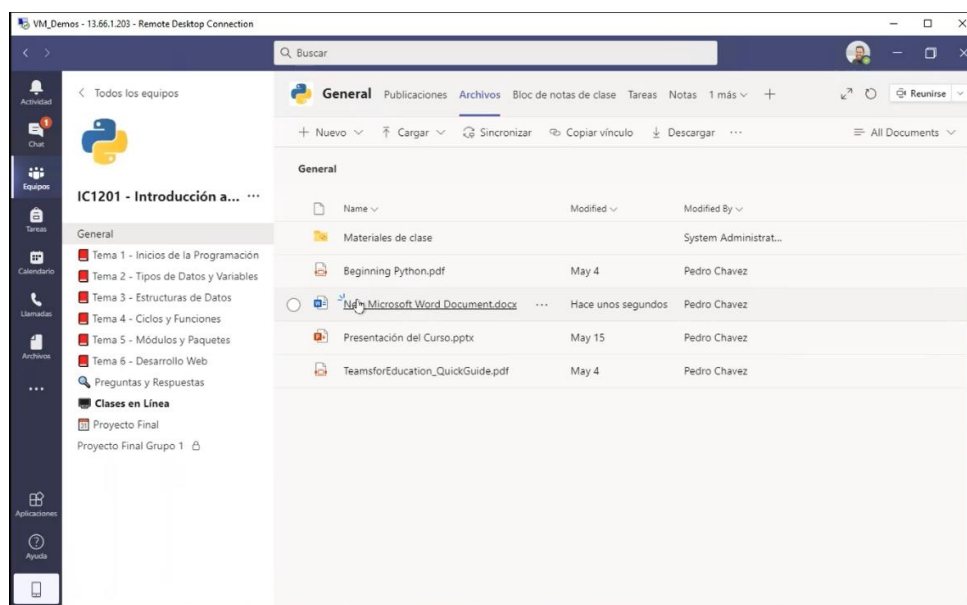 VM_Demos - 13.66.1.203 - Remote Desktop Connection
Buscar
Actividad
Chat
1
Equipos
Tareas
Calendario
Llamadas
Archivos
Aplicaciones
Ayuda
Todos los equipos
IC1201 - Introducción a... ...
General
Tema 1 - Inicios de la Programación
Tema 2 - Tipos de Datos y Variables
Tema 3 - Estructuras de Datos
Tema 4 - Ciclos y Funciones
Tema 5 - Módulos y Paquetes
Tema 6 - Desarrollo Web
Preguntas y Respuestas
Clases en Línea
Proyecto Final
Proyecto Final Grupo 1
General Publicaciones Archivos Bloc de notas de clase Tareas Notas 1 más + Reunirse
+ Nuevo Cargar Sincronizar Copiar vínculo Descargar ... All Documents
General
Name Modified Modified By
Materiales de clase System Administrat...
Beginning Python.pdf May 4 Pedro Chavez
Microsoft Word Document.docx ... Hace unos segundos Pedro Chavez
Presentación del Curso.pptx May 15 Pedro Chavez
TeamsforEducation_QuickGuide.pdf May 4 Pedro Chavez